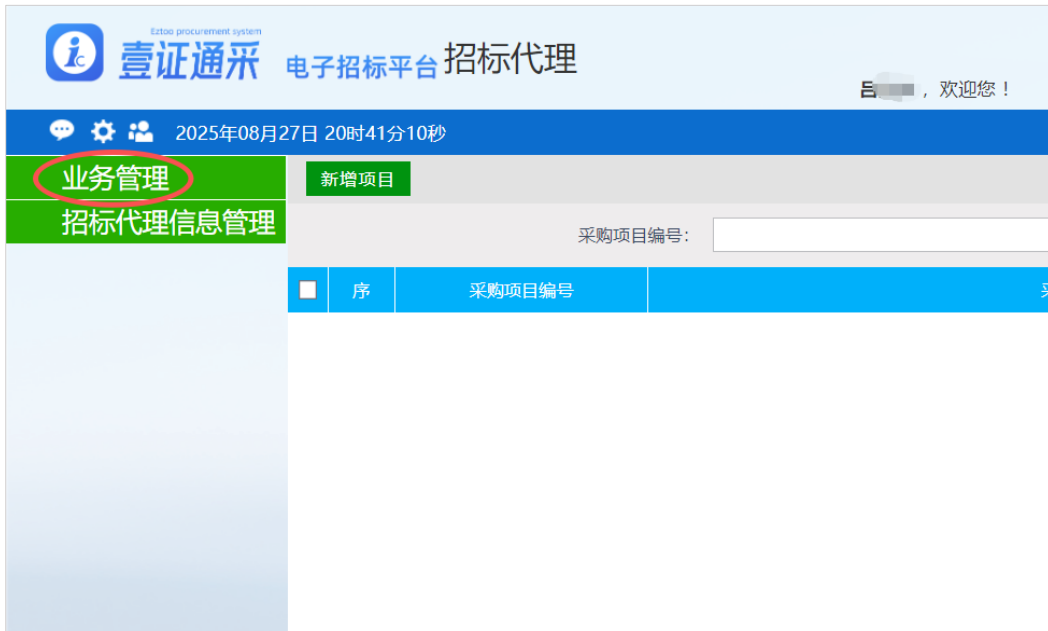 Eztoo procurement system
壹证通采 电子招标平台 招标代理
吕 ，欢迎您！
2025年08月27日 20时41分10秒
业务管理
新增项目
招标代理信息管理
采购项目编号：
序 采购项目编号